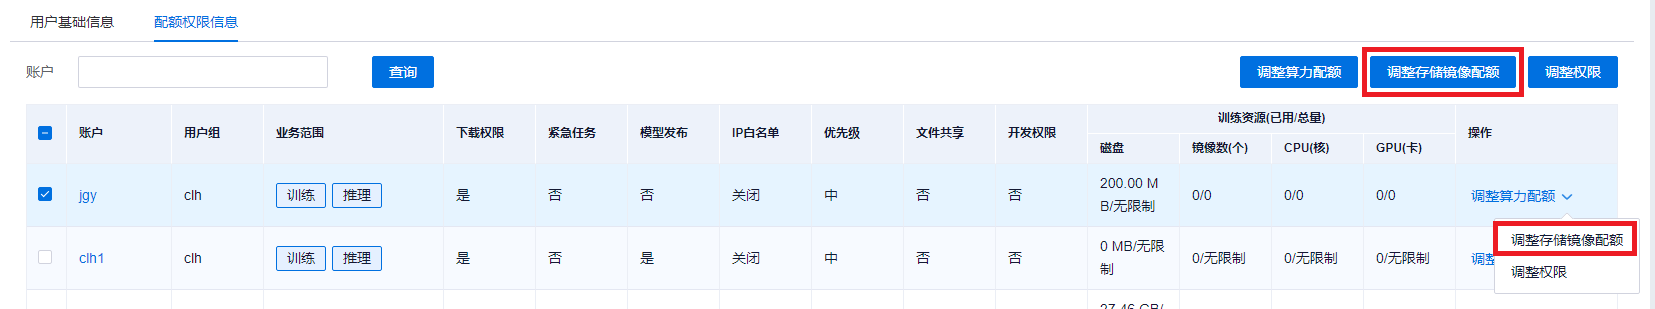 用户基础信息 配额权限信息
账户 查询 调整算力配额 调整存储镜像配额 调整权限
训练资源(已用/总量)
账户 用户组 业务范围 下载权限 紧急任务 模型发布 IP白名单 优先级 文件共享 开发权限 操作
磁盘 镜像数(个) CPU(核) GPU(卡)
jgy clh 训练 推理 是 否 否 关闭 中 否 否 200.00 M 0/0 0/0 0/0 调整算力配额
B/无限制
调整存储镜像配额
clh1 clh 训练 推理 是 否 是 关闭 中 否 否 0 MB/无限 0/无限制 0/无限制 0/无限制 调整
制
调整权限
27.46 GB/